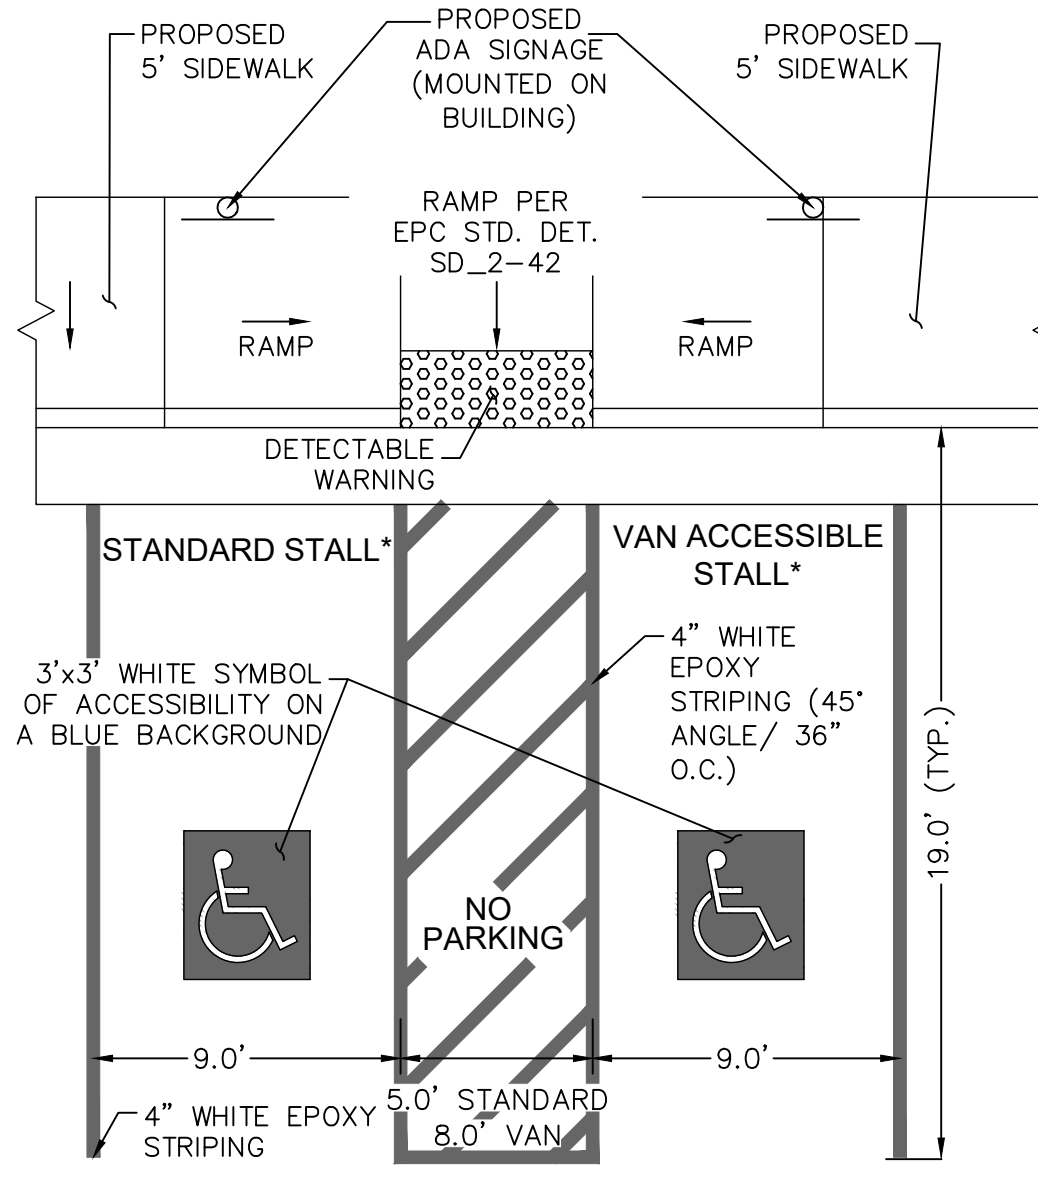 PROPOSED
5' SIDEWALK
PROPOSED
ADA SIGNAGE
(MOUNTED ON
BUILDING)
PROPOSED
5' SIDEWALK
RAMP PER
EPC STD. DET.
SD_2-42
RAMP
RAMP
DETECTABLE
WARNING
STANDARD STALL*
VAN ACCESSIBLE
STALL*
4" WHITE
EPOXY
STRIPING (45°
ANGLE/ 36"
O.C.)
3'x3' WHITE SYMBOL
OF ACCESSIBILITY ON
A BLUE BACKGROUND
19.0' (TYP.)
NO
PARKING
9.0'
9.0'
5.0' STANDARD
8.0' VAN
4" WHITE EPOXY
STRIPING